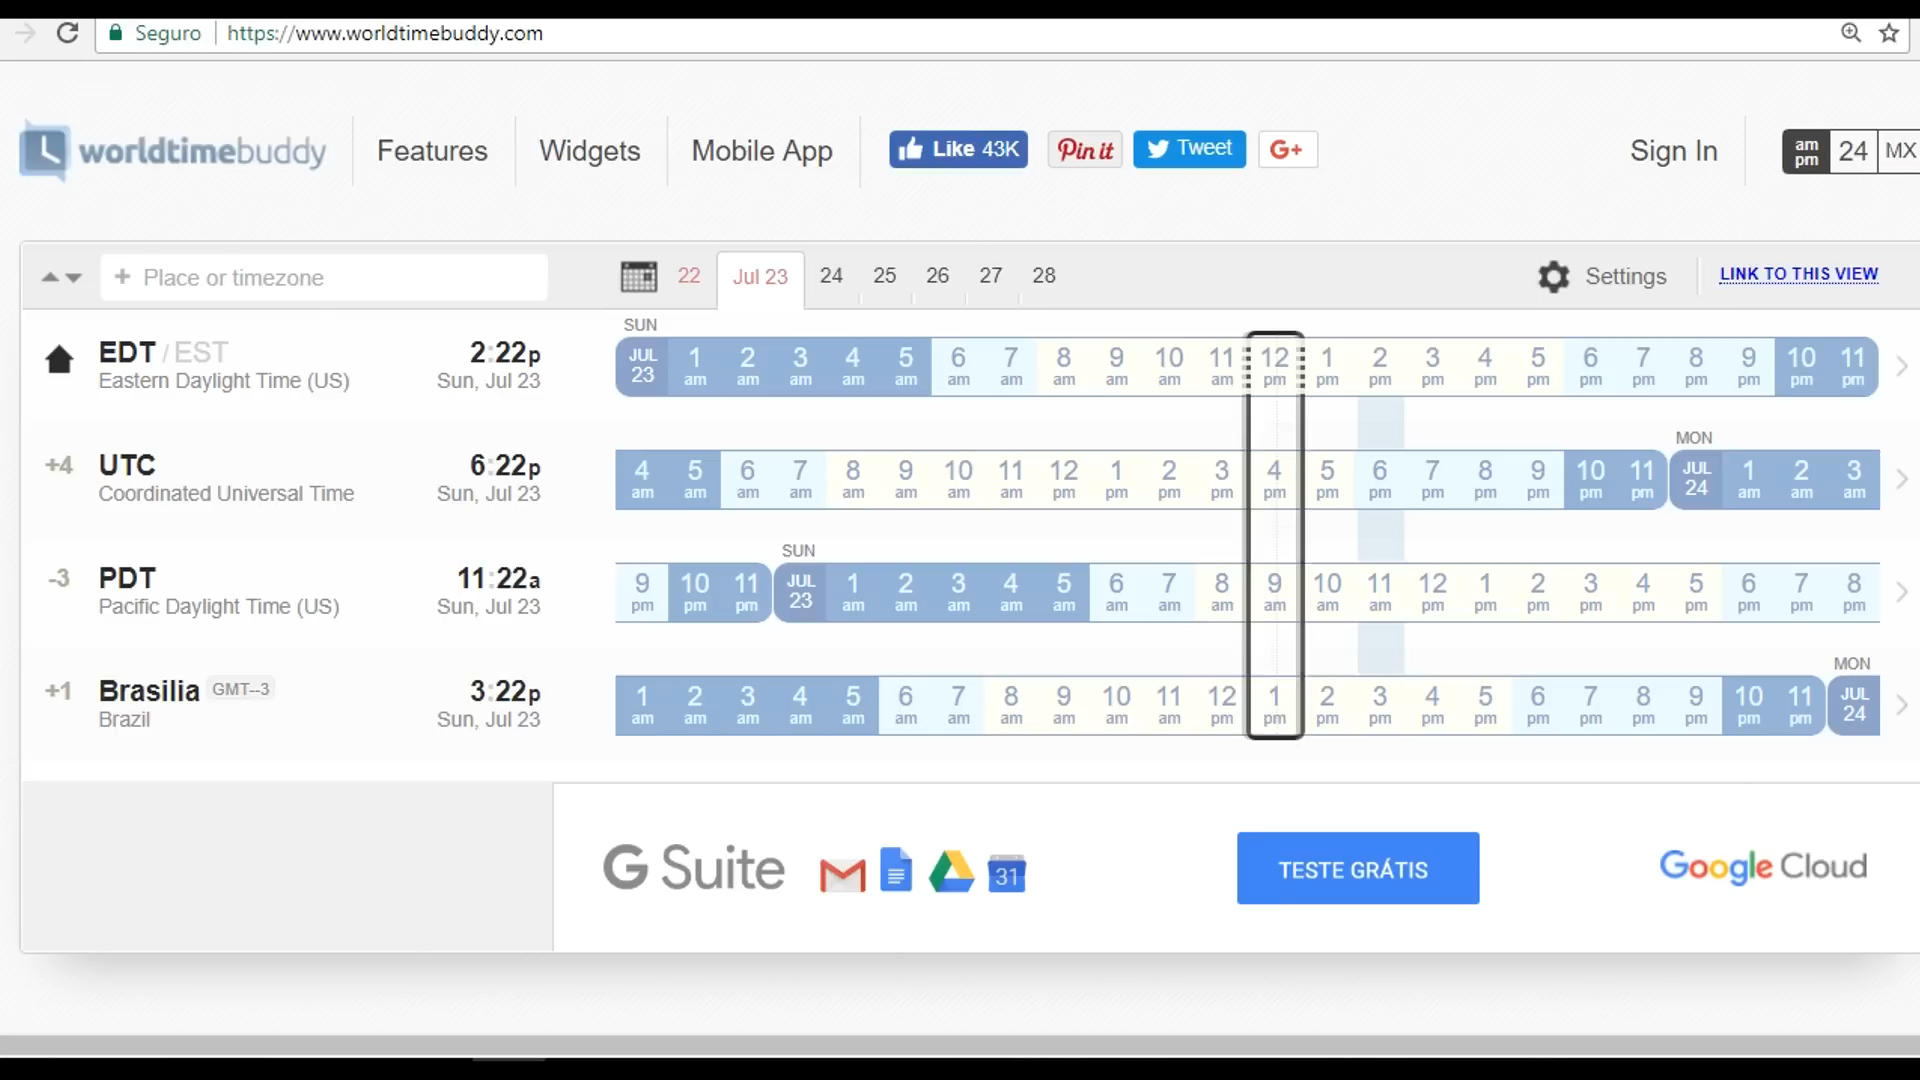 Seguro https://www.worldtimebuddy.com
worldtimebuddy Features Widgets Mobile App Like 43K Pin it Tweet G+ Sign In am pm 24 MX
+ Place or timezone 22 Jul 23 24 25 26 27 28 Settings LINK TO THIS VIEW
SUN
EDT / EST 2:22p JUL 23 1 am 2 am 3 am 4 am 5 am 6 am 7 am 8 am 9 am 10 am 11 am 12 pm 1 pm 2 pm 3 pm 4 pm 5 pm 6 pm 7 pm 8 pm 9 pm 10 pm 11 pm
Eastern Daylight Time (US) Sun, Jul 23
MON
+4 UTC 6:22p 4 am 5 am 6 am 7 am 8 am 9 am 10 am 11 am 12 pm 1 pm 2 pm 3 pm 4 pm 5 pm 6 pm 7 pm 8 pm 9 pm 10 pm 11 pm JUL 24 1 am 2 am 3 am
Coordinated Universal Time Sun, Jul 23
SUN
-3 PDT 11:22a 9 pm 10 pm 11 pm JUL 23 1 am 2 am 3 am 4 am 5 am 6 am 7 am 8 am 9 am 10 am 11 am 12 pm 1 pm 2 pm 3 pm 4 pm 5 pm 6 pm 7 pm 8 pm
Pacific Daylight Time (US) Sun, Jul 23
MON
+1 Brasilia GMT--3 3:22p 1 am 2 am 3 am 4 am 5 am 6 am 7 am 8 am 9 am 10 am 11 am 12 pm 1 pm 2 pm 3 pm 4 pm 5 pm 6 pm 7 pm 8 pm 9 pm 10 pm 11 pm JUL 24
Brazil Sun, Jul 23
G Suite 31 TESTE GRÁTIS Google Cloud